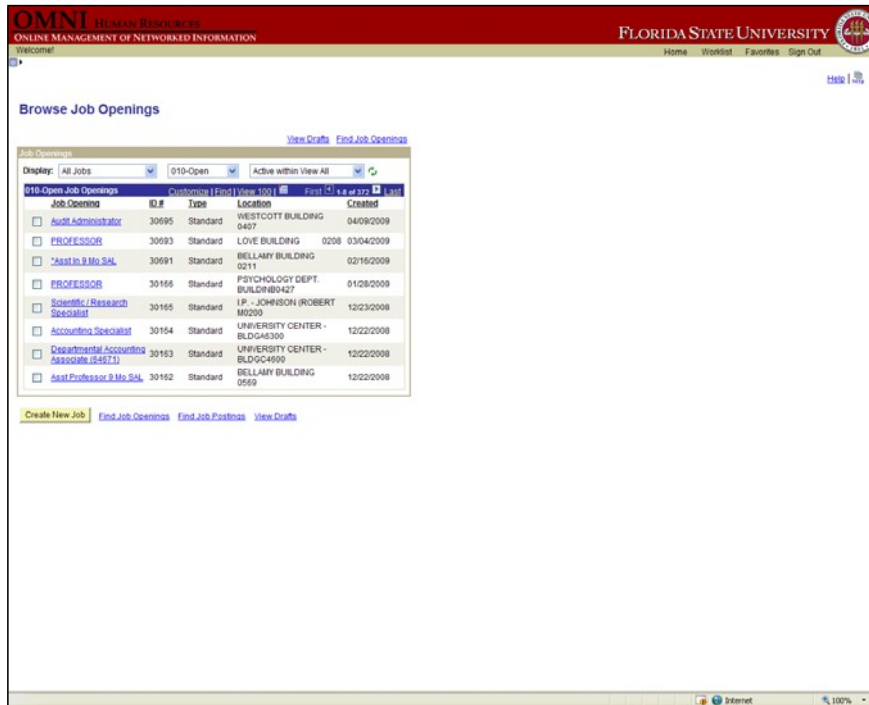 OMNI HUMAN RESOURCES
ONLINE MANAGEMENT OF NETWORKED INFORMATION
FLORIDA STATE UNIVERSITY
Welcome!
Home Worklist Favorites Sign Out
Help
Browse Job Openings
View Drafts Find Job Openings
Job Openings
Display: All Jobs 010-Open Active within View All
010-Open Job Openings Customize | Find | View 100 | First 1-8 of 372 Last
Job Opening ID # Type Location Created
Audit Administrator 30695 Standard WESTCOTT BUILDING 04/09/2009
0407
PROFESSOR 30693 Standard LOVE BUILDING 0208 03/04/2009
*Asst In 9 Mo SAL 30691 Standard BELLAMY BUILDING 02/16/2009
0211
PROFESSOR 30166 Standard PSYCHOLOGY DEPT. 01/28/2009
BUILDINB0427
Scientific / Research 30165 Standard I.P. - JOHNSON (ROBERT 12/23/2008
Specialist M0200
Accounting Specialist 30164 Standard UNIVERSITY CENTER - 12/22/2008
BLDGA6300
Departmental Accounting 30163 Standard UNIVERSITY CENTER - 12/22/2008
Associate (64671) BLDGC4600
Asst Professor 9 Mo SAL 30162 Standard BELLAMY BUILDING 12/22/2008
0569
Create New Job Find Job Openings Find Job Postings View Drafts
Internet 100%